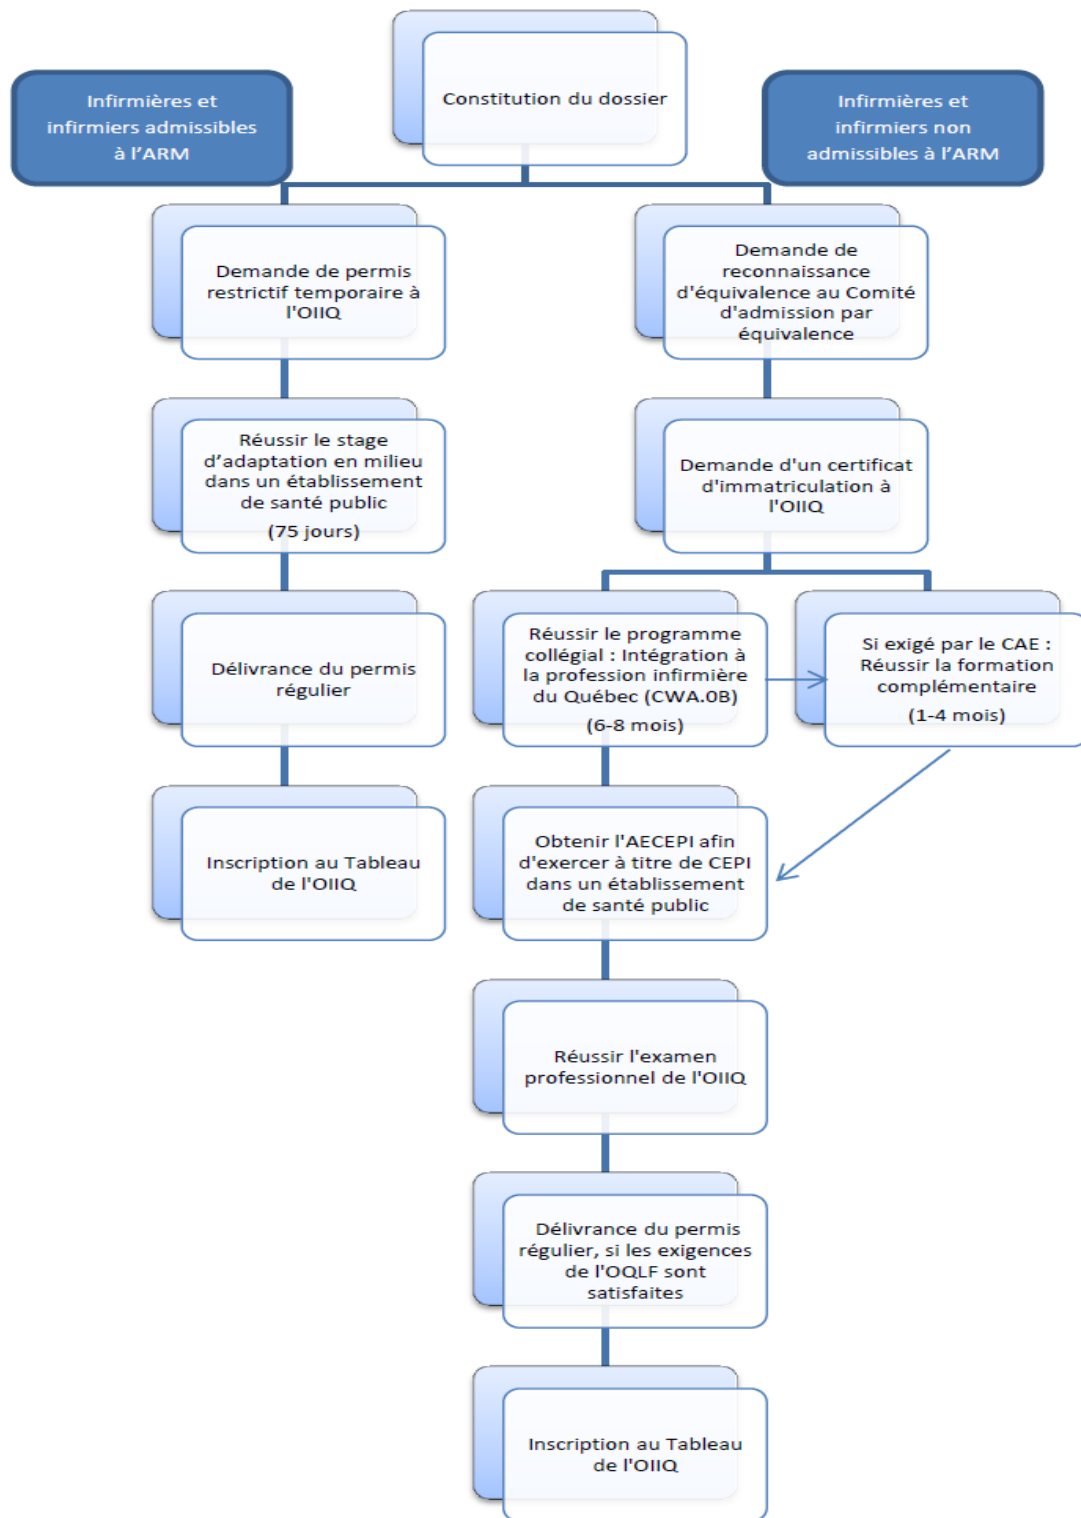 Constitution du dossier
Infirmières et
infirmiers admissibles
à l’ARM
Infirmières et
infirmiers non
admissibles à l’ARM
Demande de permis
restrictif temporaire à
l'OIIQ
Demande de
reconnaissance
d'équivalence au Comité
d'admission par
équivalence
Réussir le stage
d’adaptation en milieu
dans un établissement
de santé public
(75 jours)
Demande d'un certificat
d'immatriculation à
l'OIIQ
Délivrance du permis
régulier
Réussir le programme
collégial : Intégration à
la profession infirmière
du Québec (CWA.0B)
(6-8 mois)
Si exigé par le CAE :
Réussir la formation
complémentaire
(1-4 mois)
Inscription au Tableau
de l'OIIQ
Obtenir l'AECEPI afin
d'exercer à titre de CEPI
dans un établissement
de santé public
Réussir l'examen
professionnel de l'OIIQ
Délivrance du permis
régulier, si les exigences
de l'OQLF sont
satisfaites
Inscription au Tableau
de l'OIIQ